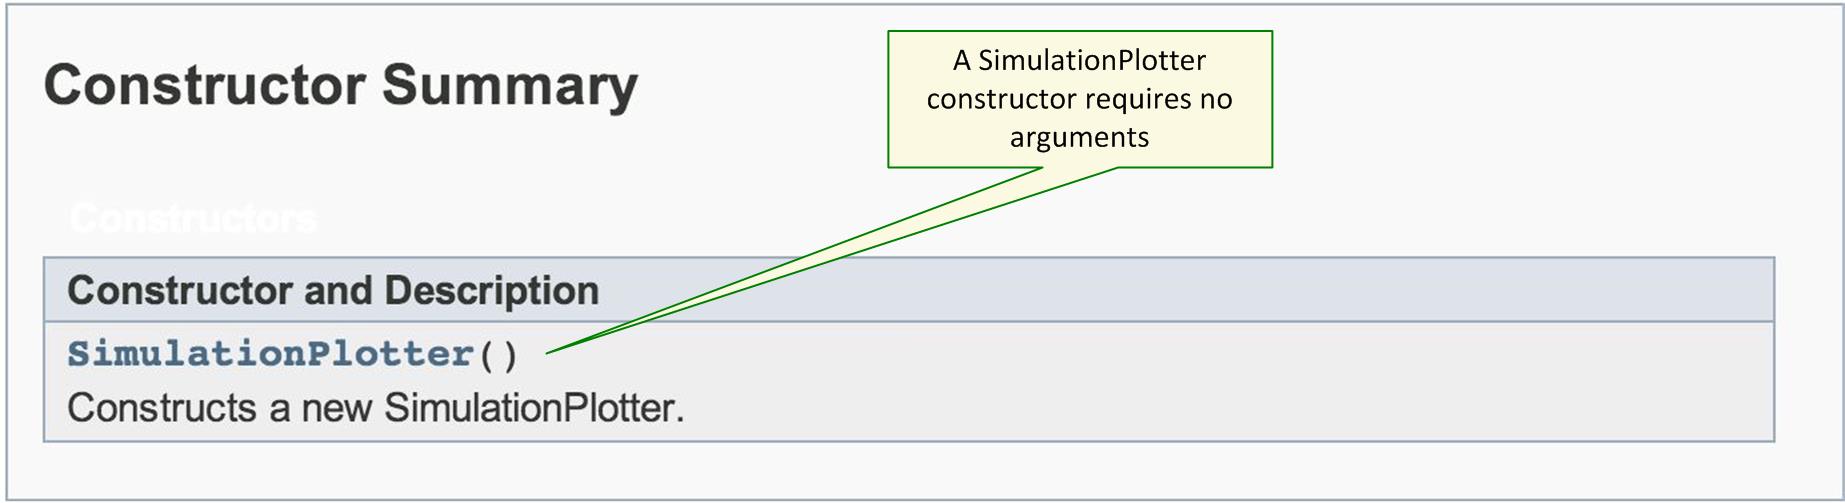 Constructor Summary
A SimulationPlotter
constructor requires no
arguments
Constructors
Constructor and Description
SimulationPlotter()
Constructs a new SimulationPlotter.